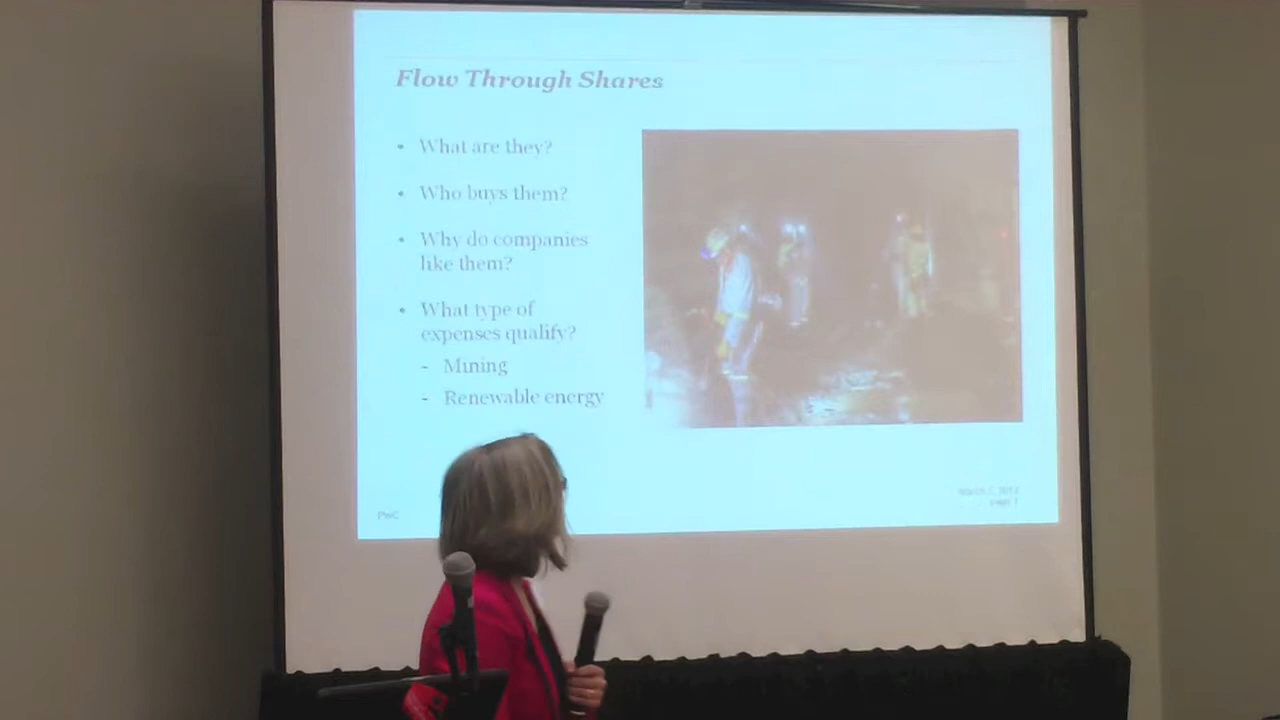 Flow Through Shares
• What are they?
• Who buys them?
• Why do companies
like them?
• What type of
expenses qualify?
- Mining
- Renewable energy
PwC